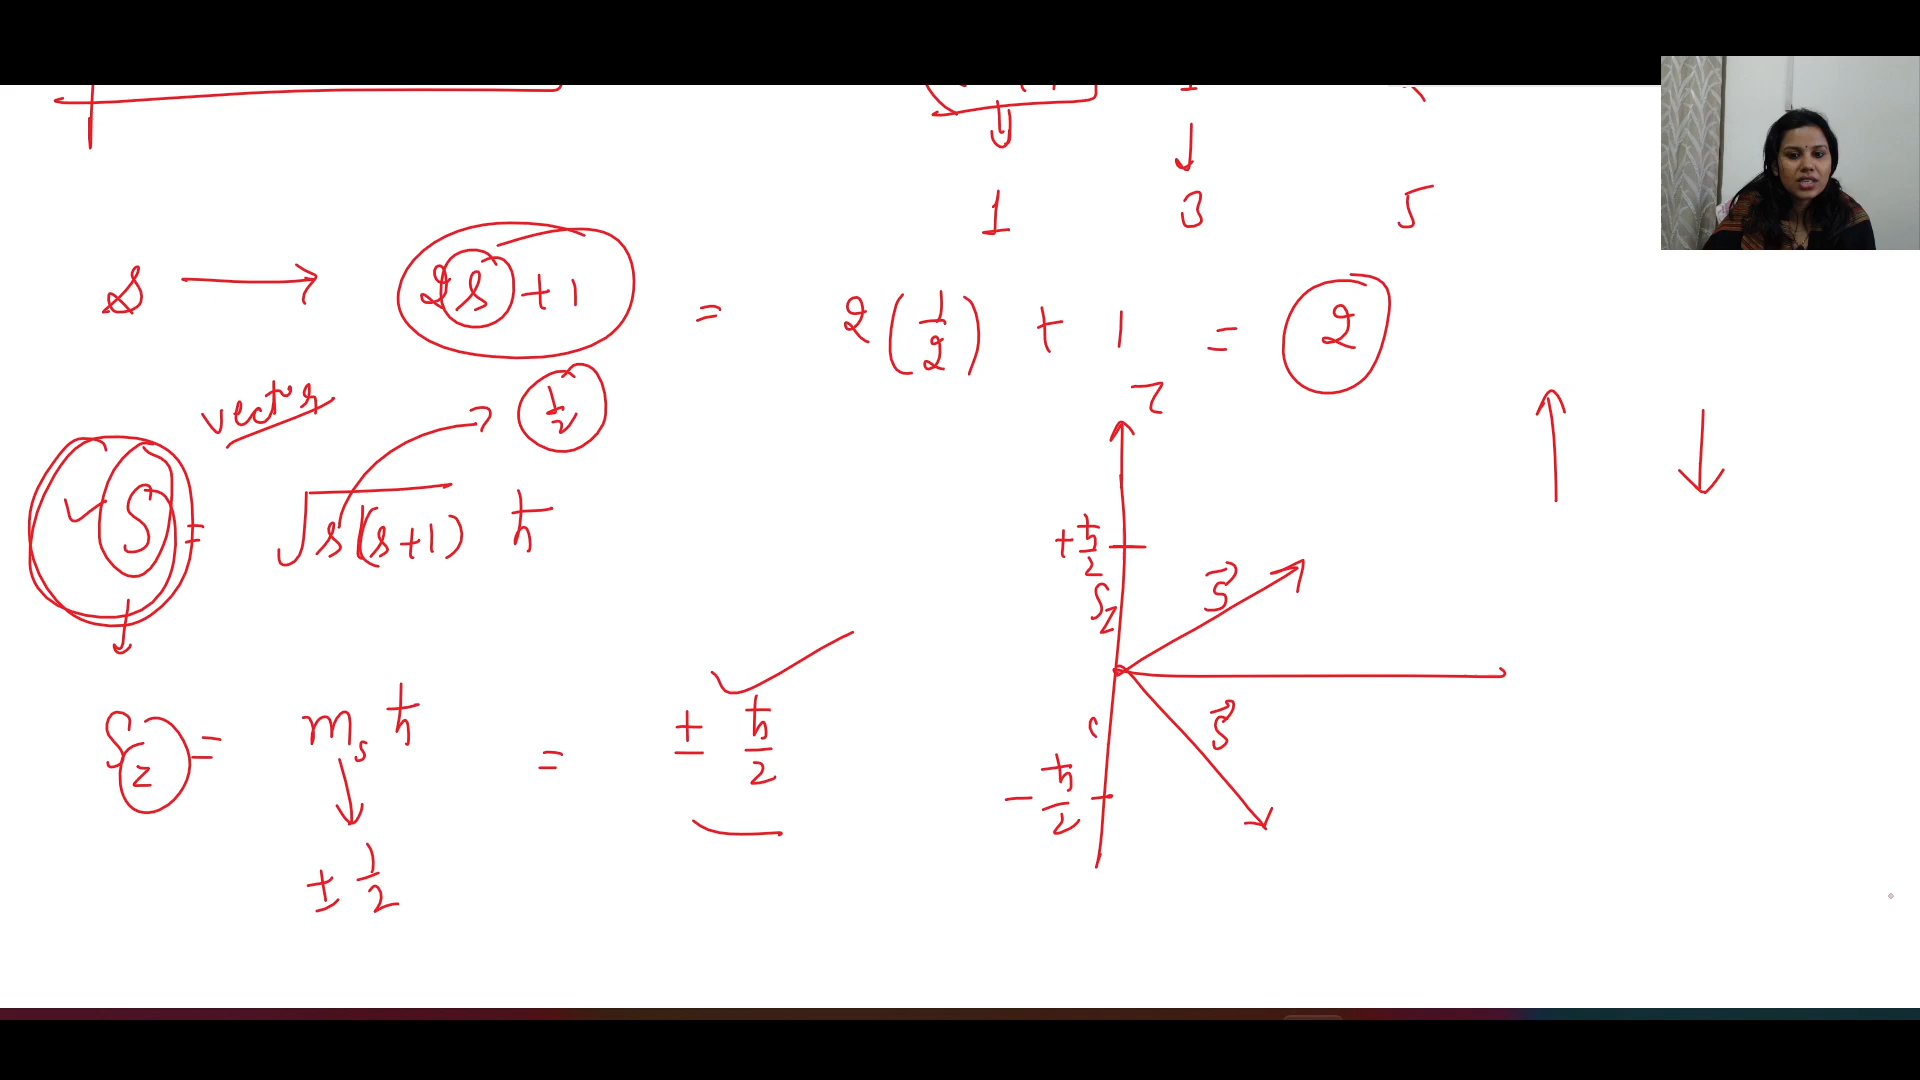 1 3 5
s → 2s + 1 = 2(1/2) + 1 = 2
vector
1/2
S = √s(s+1) ħ
S_z = m_s ħ = ± ħ/2
± 1/2
z
+ħ/2
S_z
S⃗
S⃗
- ħ/2